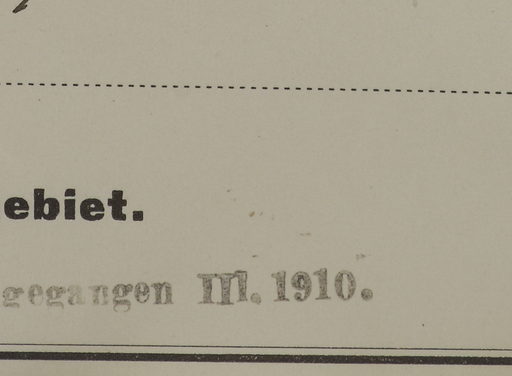 ebiet.
gegangen III. 1910.